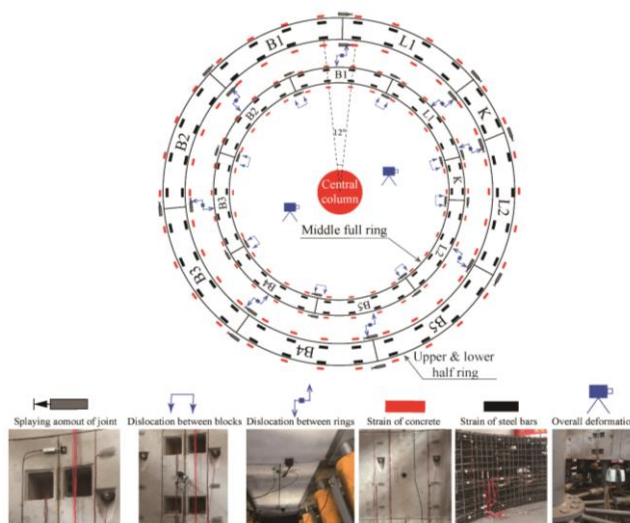 B1
L1
B2
K
B1
B2
L1
12°
K
Central
column
B3
L2
Middle full ring
L2
B4
B5
B3
B5
B4
Upper & lower
half ring
Splaying aomout of joint
Dislocation between blocks
Dislocation between rings
Strain of concrete
Strain of steel bars
Overall deformation